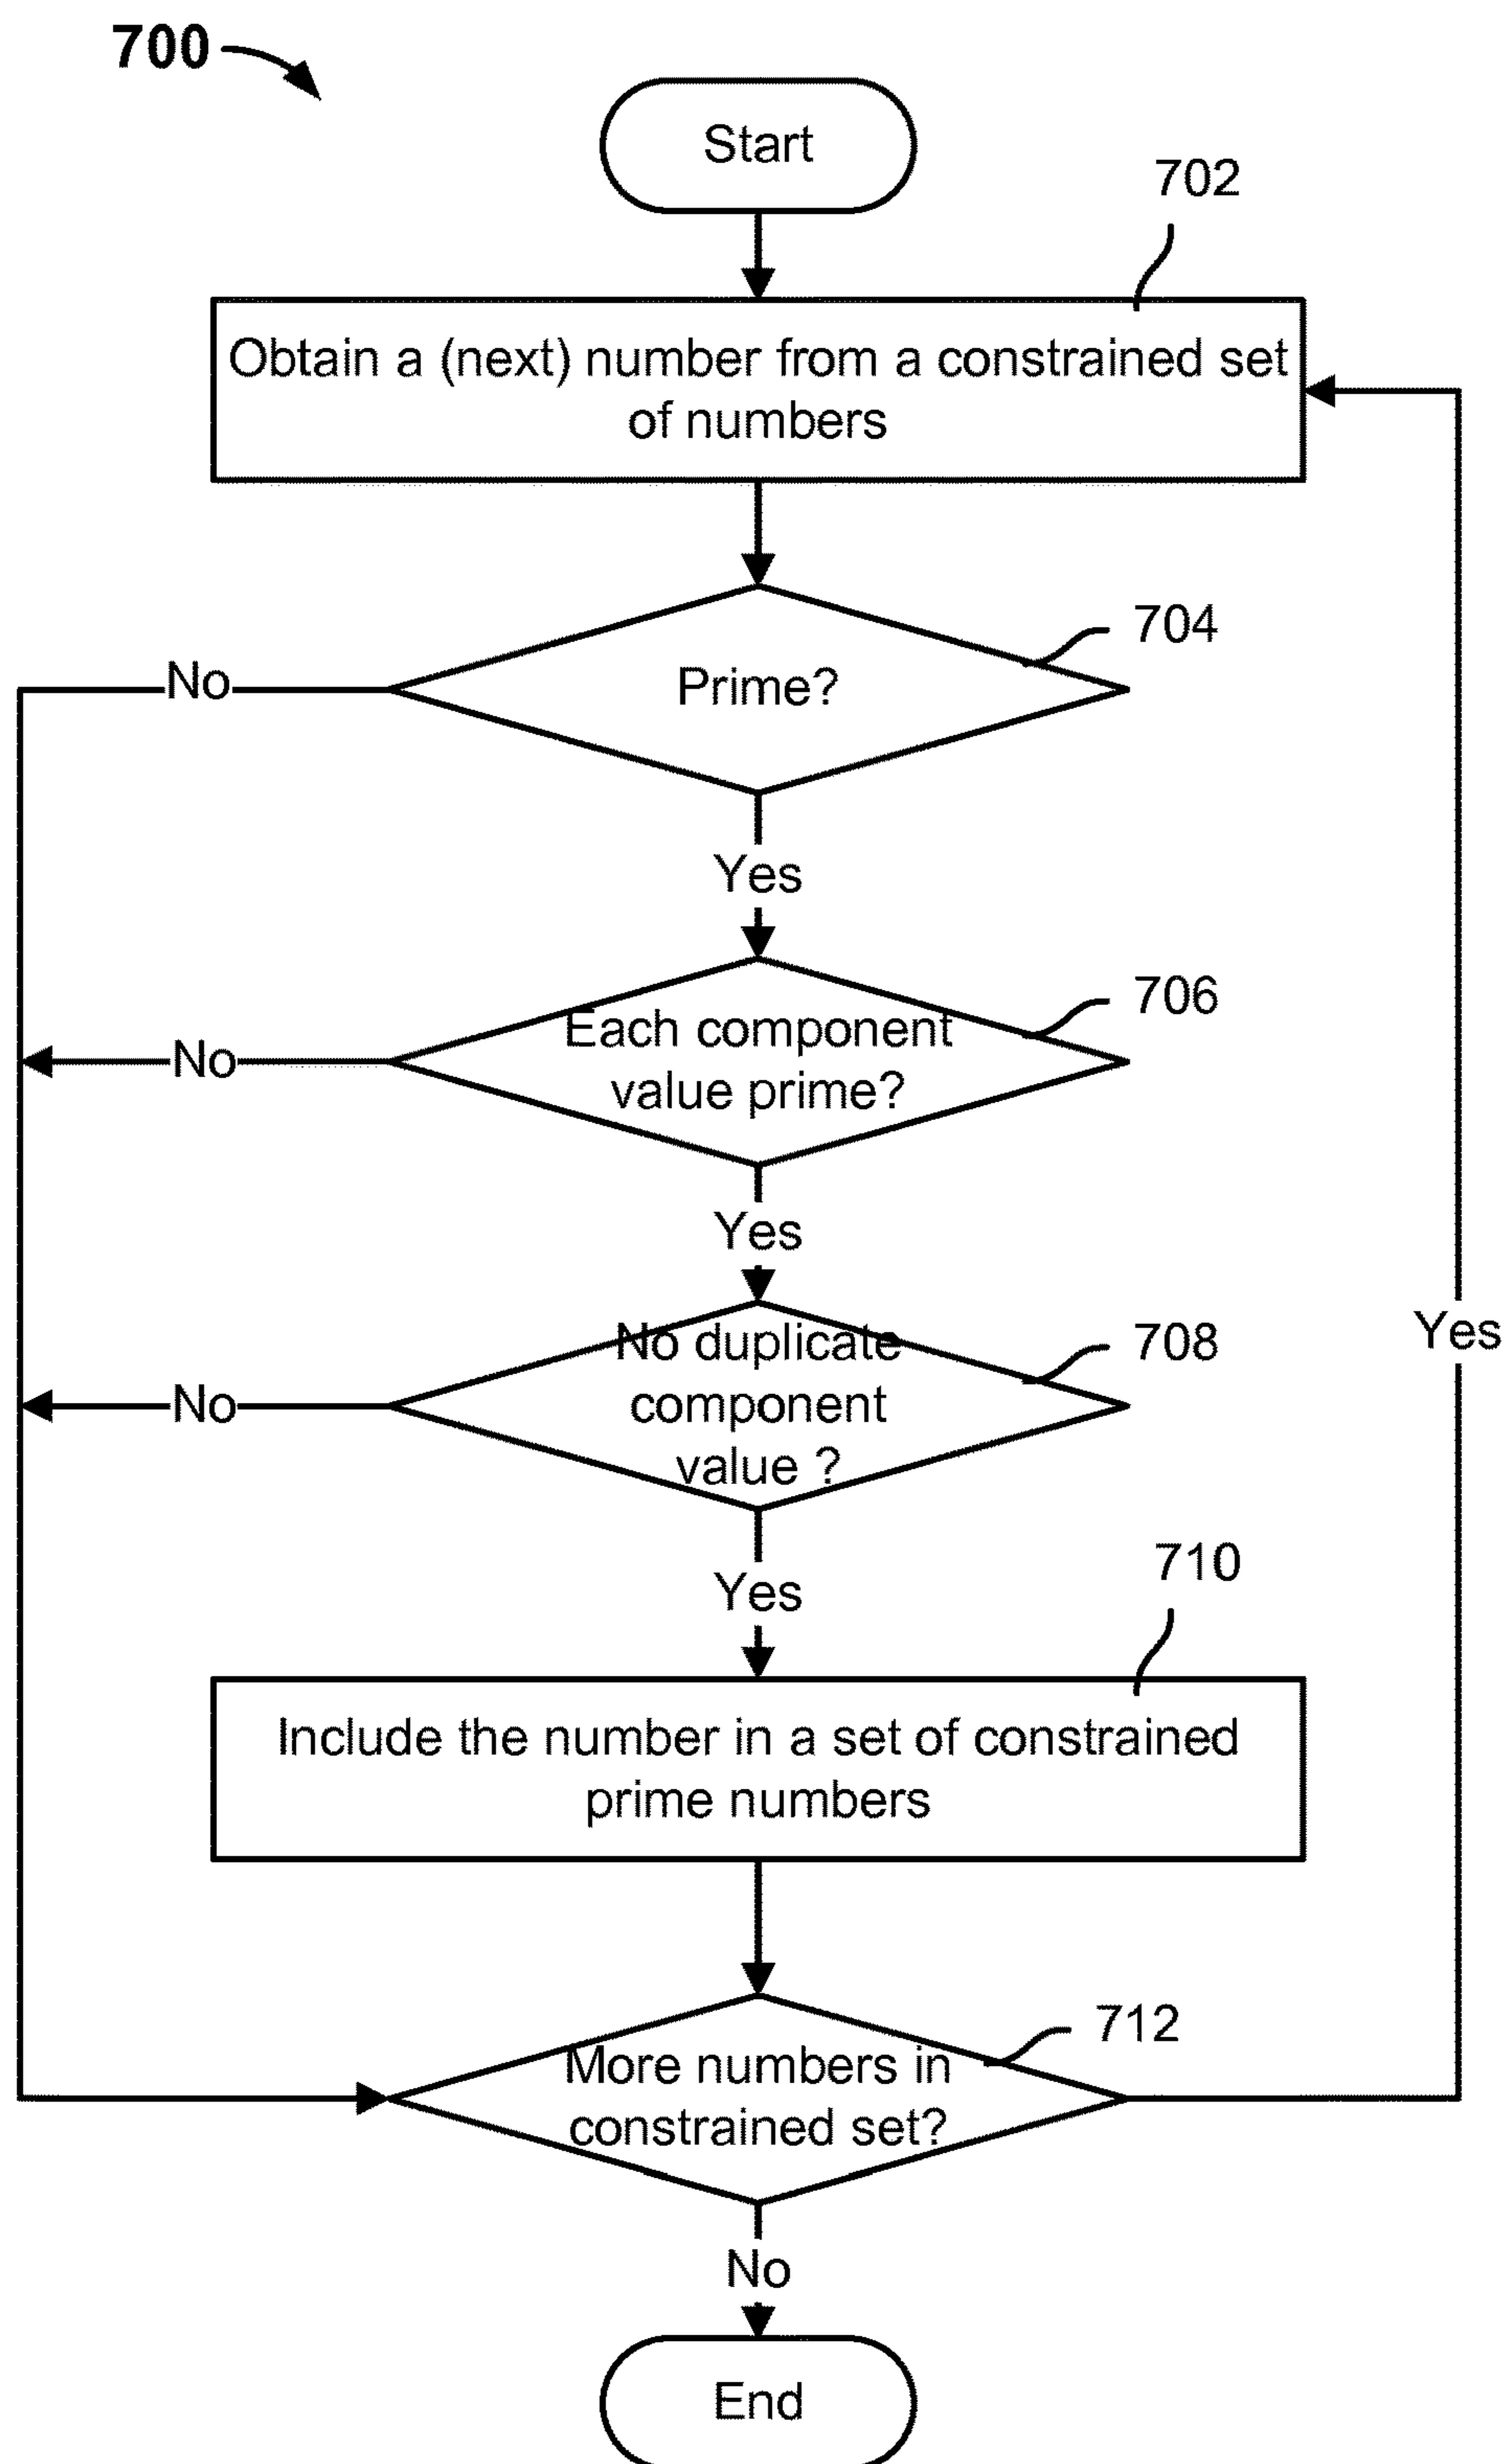 700
Start
702
Obtain a (next) number from a constrained set
of numbers
704
Prime?
No
Yes
706
Each component
value prime?
No
Yes
708
No duplicate
component
value ?
No
Yes
Yes
710
Include the number in a set of constrained
prime numbers
712
More numbers in
constrained set?
No
End